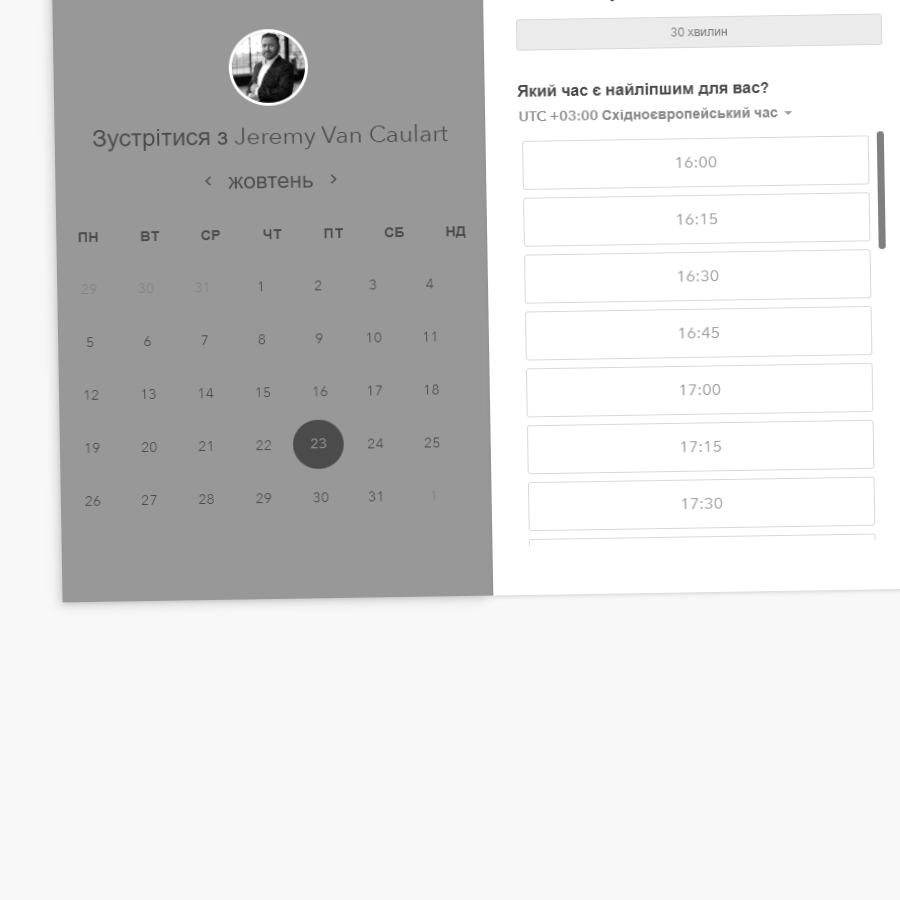 Зустрітися з Jeremy Van Caulart
жовтень
ПН ВТ СР ЧТ ПТ СБ НД
29 30 31 1 2 3 4
5 6 7 8 9 10 11
12 13 14 15 16 17 18
19 20 21 22 23 24 25
26 27 28 29 30 31 1
30 хвилин
Який час є найліпшим для вас?
UTC +03:00 Східноєвропейський час
16:00
16:15
16:30
16:45
17:00
17:15
17:30